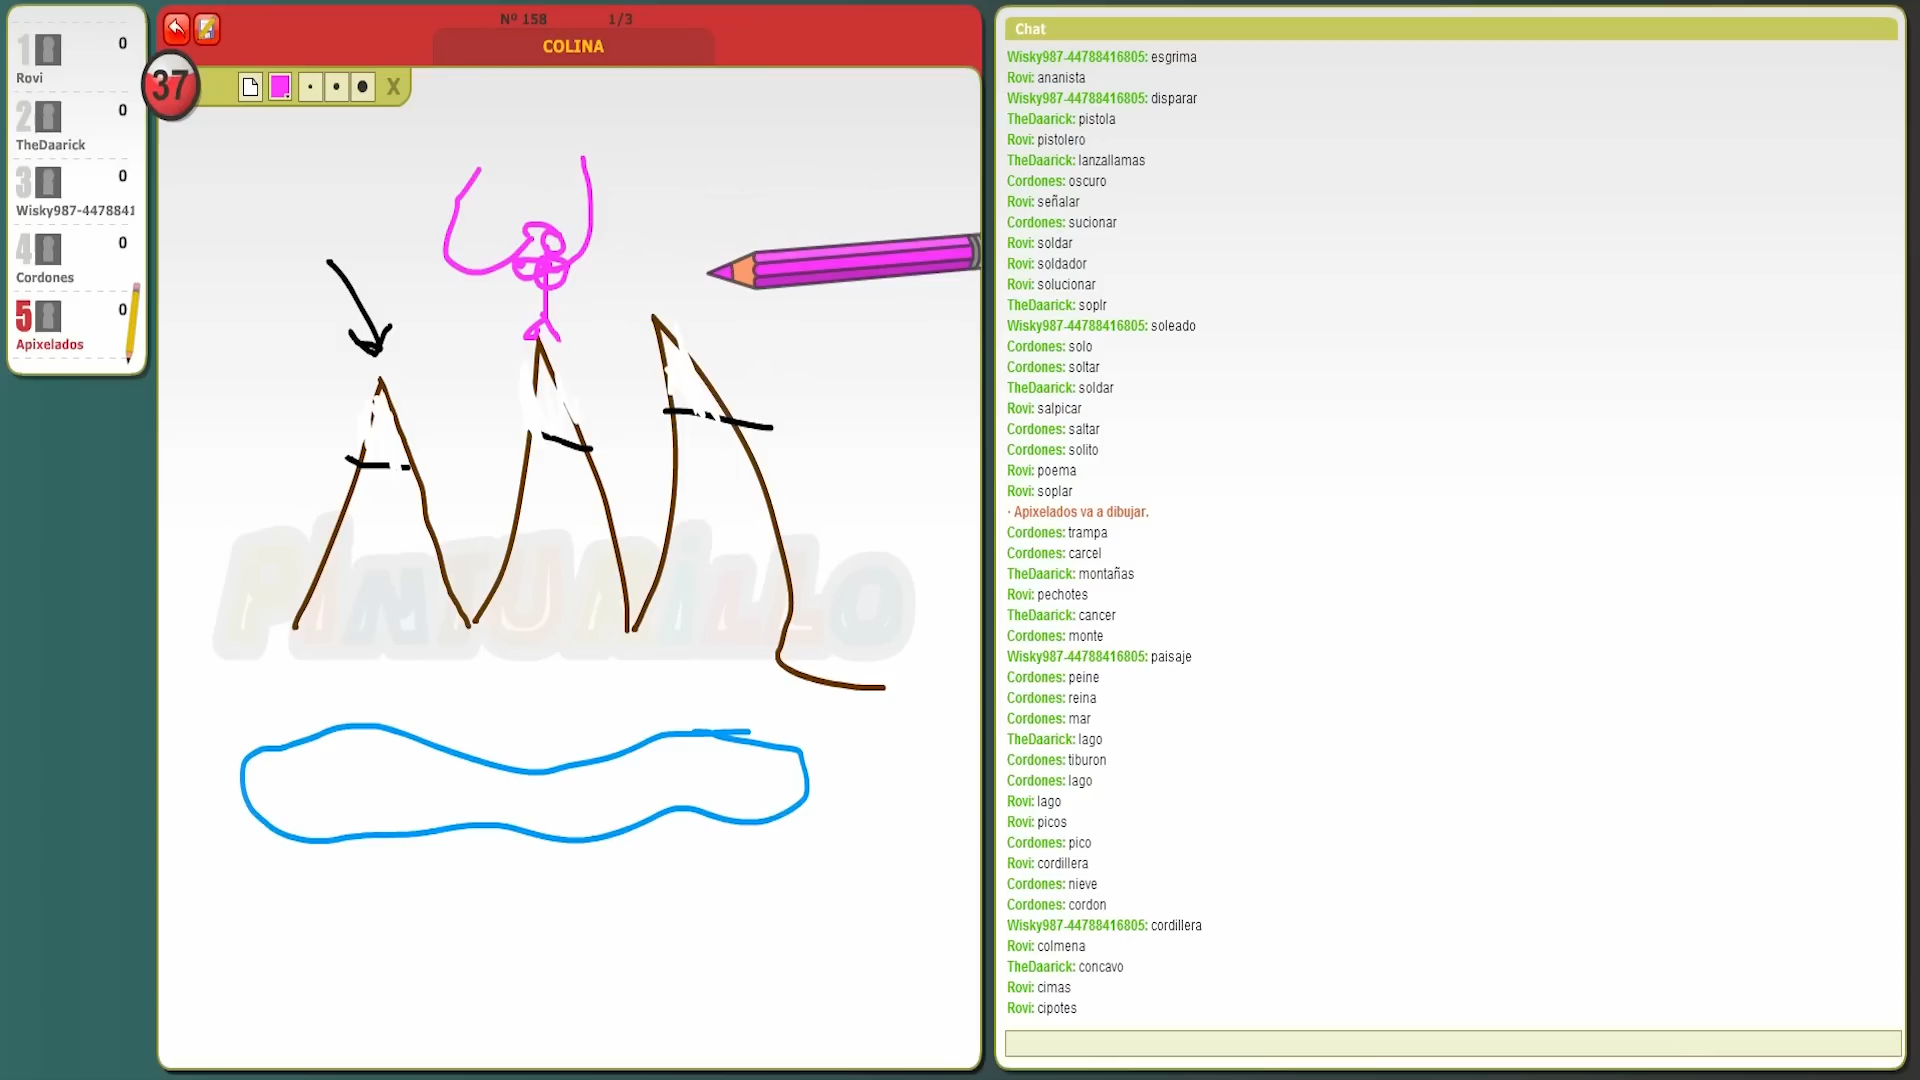 1
0
Rovi
2
0
TheDaarick
3
0
Wisky987-4478841
4
0
Cordones
5
0
Apixelados
Nº 158
1/3
COLINA
37
X
PINTURILLO
Chat
Wisky987-44788416805: esgrima
Rovi: ananista
Wisky987-44788416805: disparar
TheDaarick: pistola
Rovi: pistolero
TheDaarick: lanzallamas
Cordones: oscuro
Rovi: señalar
Cordones: sucionar
Rovi: soldar
Rovi: soldador
Rovi: solucionar
TheDaarick: soplr
Wisky987-44788416805: soleado
Cordones: solo
Cordones: soltar
TheDaarick: soldar
Rovi: salpicar
Cordones: saltar
Cordones: solito
Rovi: poema
Rovi: soplar
· Apixelados va a dibujar.
Cordones: trampa
Cordones: carcel
TheDaarick: montañas
Rovi: pechotes
TheDaarick: cancer
Cordones: monte
Wisky987-44788416805: paisaje
Cordones: peine
Cordones: reina
Cordones: mar
TheDaarick: lago
Cordones: tiburon
Cordones: lago
Rovi: lago
Rovi: picos
Cordones: pico
Rovi: cordillera
Cordones: nieve
Cordones: cordon
Wisky987-44788416805: cordillera
Rovi: colmena
TheDaarick: concavo
Rovi: cimas
Rovi: cipotes